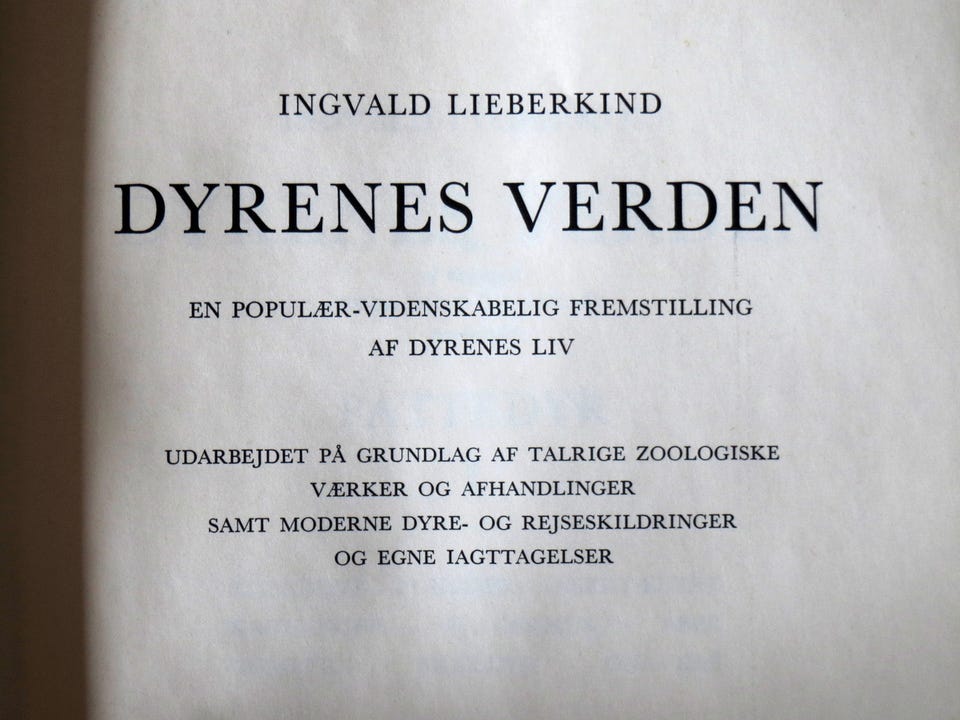 INGVALD LIEBERKIND
DYRENES VERDEN
EN POPULÆR-VIDENSKABELIG FREMSTILLING
AF DYRENES LIV
UDARBEJDET PÅ GRUNDLAG AF TALRIGE ZOOLOGISKE
VÆRKER OG AFHANDLINGER
SAMT MODERNE DYRE- OG REJSESKILDRINGER
OG EGNE IAGTTAGELSER